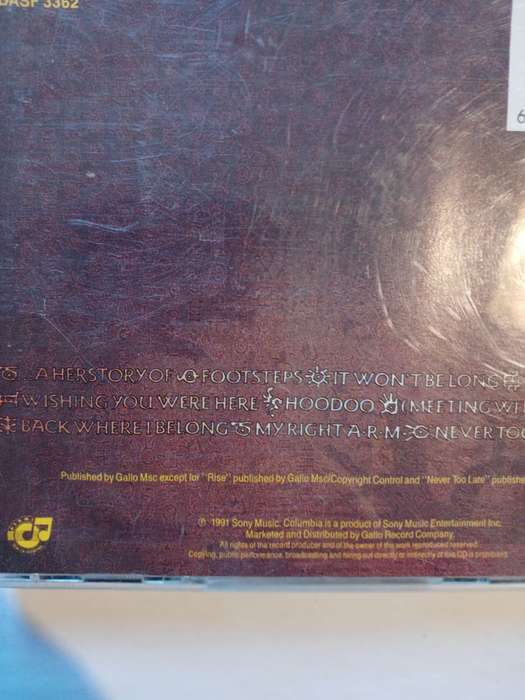 DASF 3362
6
... A HERSTORY OF FOOTSTEPS IT WON'T BE LONG
WISHING YOU WERE HERE HOODOO (MEETING WI
BACK WHERE I BELONG MY RIGHT A·R·M· NEVER TOO
Published by Gallo Msc except for "Rise" published by Gallo Msc/Copyright Control and "Never Too Late" publishe
℗ 1991 Sony Music. Columbia is a product of Sony Music Entertainment Inc.
Marketed and Distributed by Gallo Record Company.
All rights of the record producer and of the owner of the work reproduced reserved.
Copying, public performance, broadcasting and hiring out directly or indirectly of this CD is prohibited.